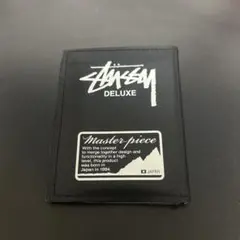 STÜSSY
DELUXE
Master-piece
With the concept
to merge together design and
functionality in a high
level, this product
was born in
Japan in 1994